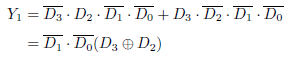 $Y_1 = \overline{D_3} \cdot D_2 \cdot \overline{D_1} \cdot \overline{D_0} + D_3 \cdot \overline{D_2} \cdot \overline{D_1} \cdot \overline{D_0}$
$= \overline{D_1} \cdot \overline{D_0}(D_3 \oplus D_2)$